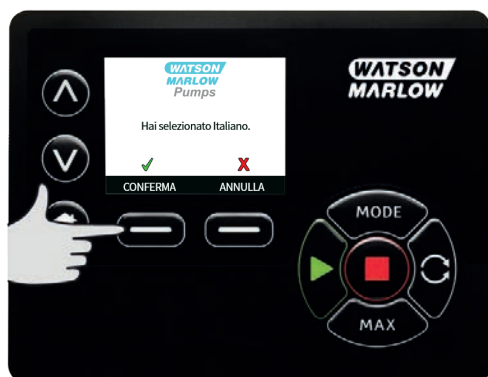 WATSON
MARLOW
Pumps
Hai selezionato Italiano.
CONFERMA
ANNULLA
WATSON
MARLOW
MODE
MAX